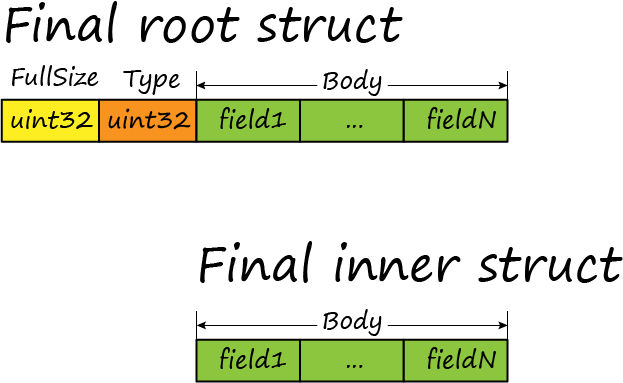 Final root struct
FullSize Type Body
uint32 uint32 field1 ... fieldN
Final inner struct
Body
field1 ... fieldN